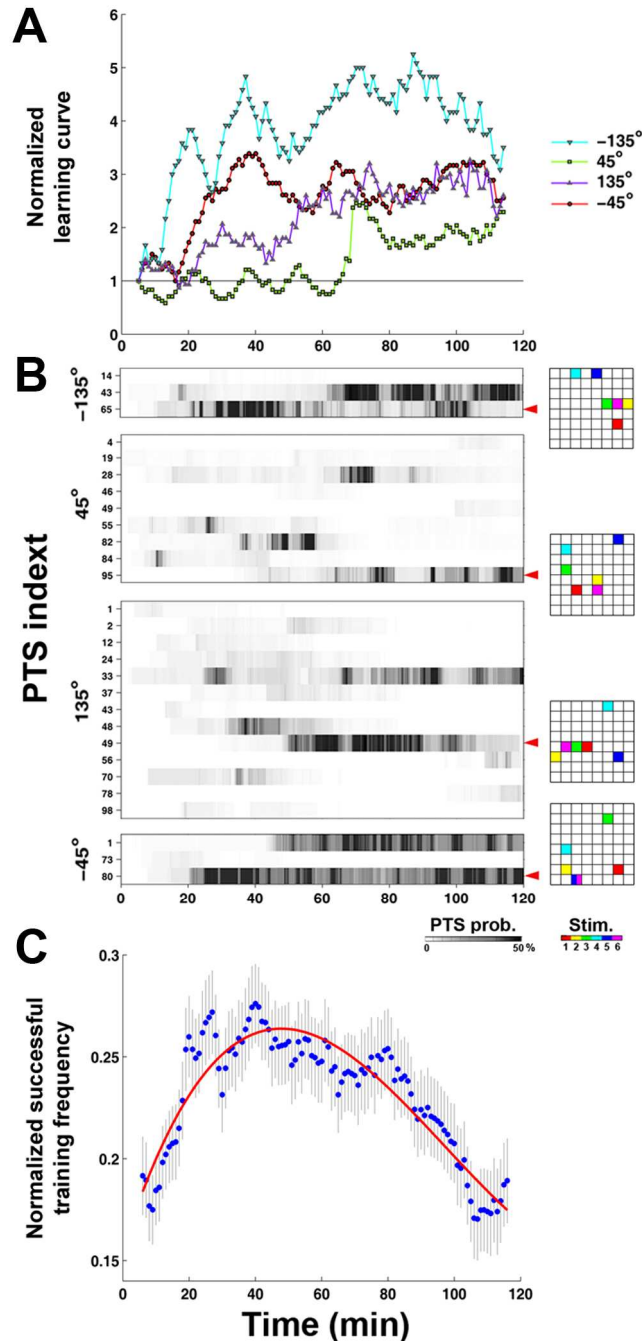 A
Normalized
learning curve
6
5
4
3
2
1
0
0 20 40 60 80 100 120
−135°
45°
135°
−45°
B
PTS indext
−135°
14
43
65
45°
4
19
28
46
49
55
82
84
95
135°
1
2
12
24
33
37
43
48
49
56
70
78
98
−45°
1
73
80
0 20 40 60 80 100 120
PTS prob.
0 50 %
Stim.
1 2 3 4 5 6
C
Normalized successful
training frequency
0.3
0.25
0.2
0.15
0 20 40 60 80 100 120
Time (min)